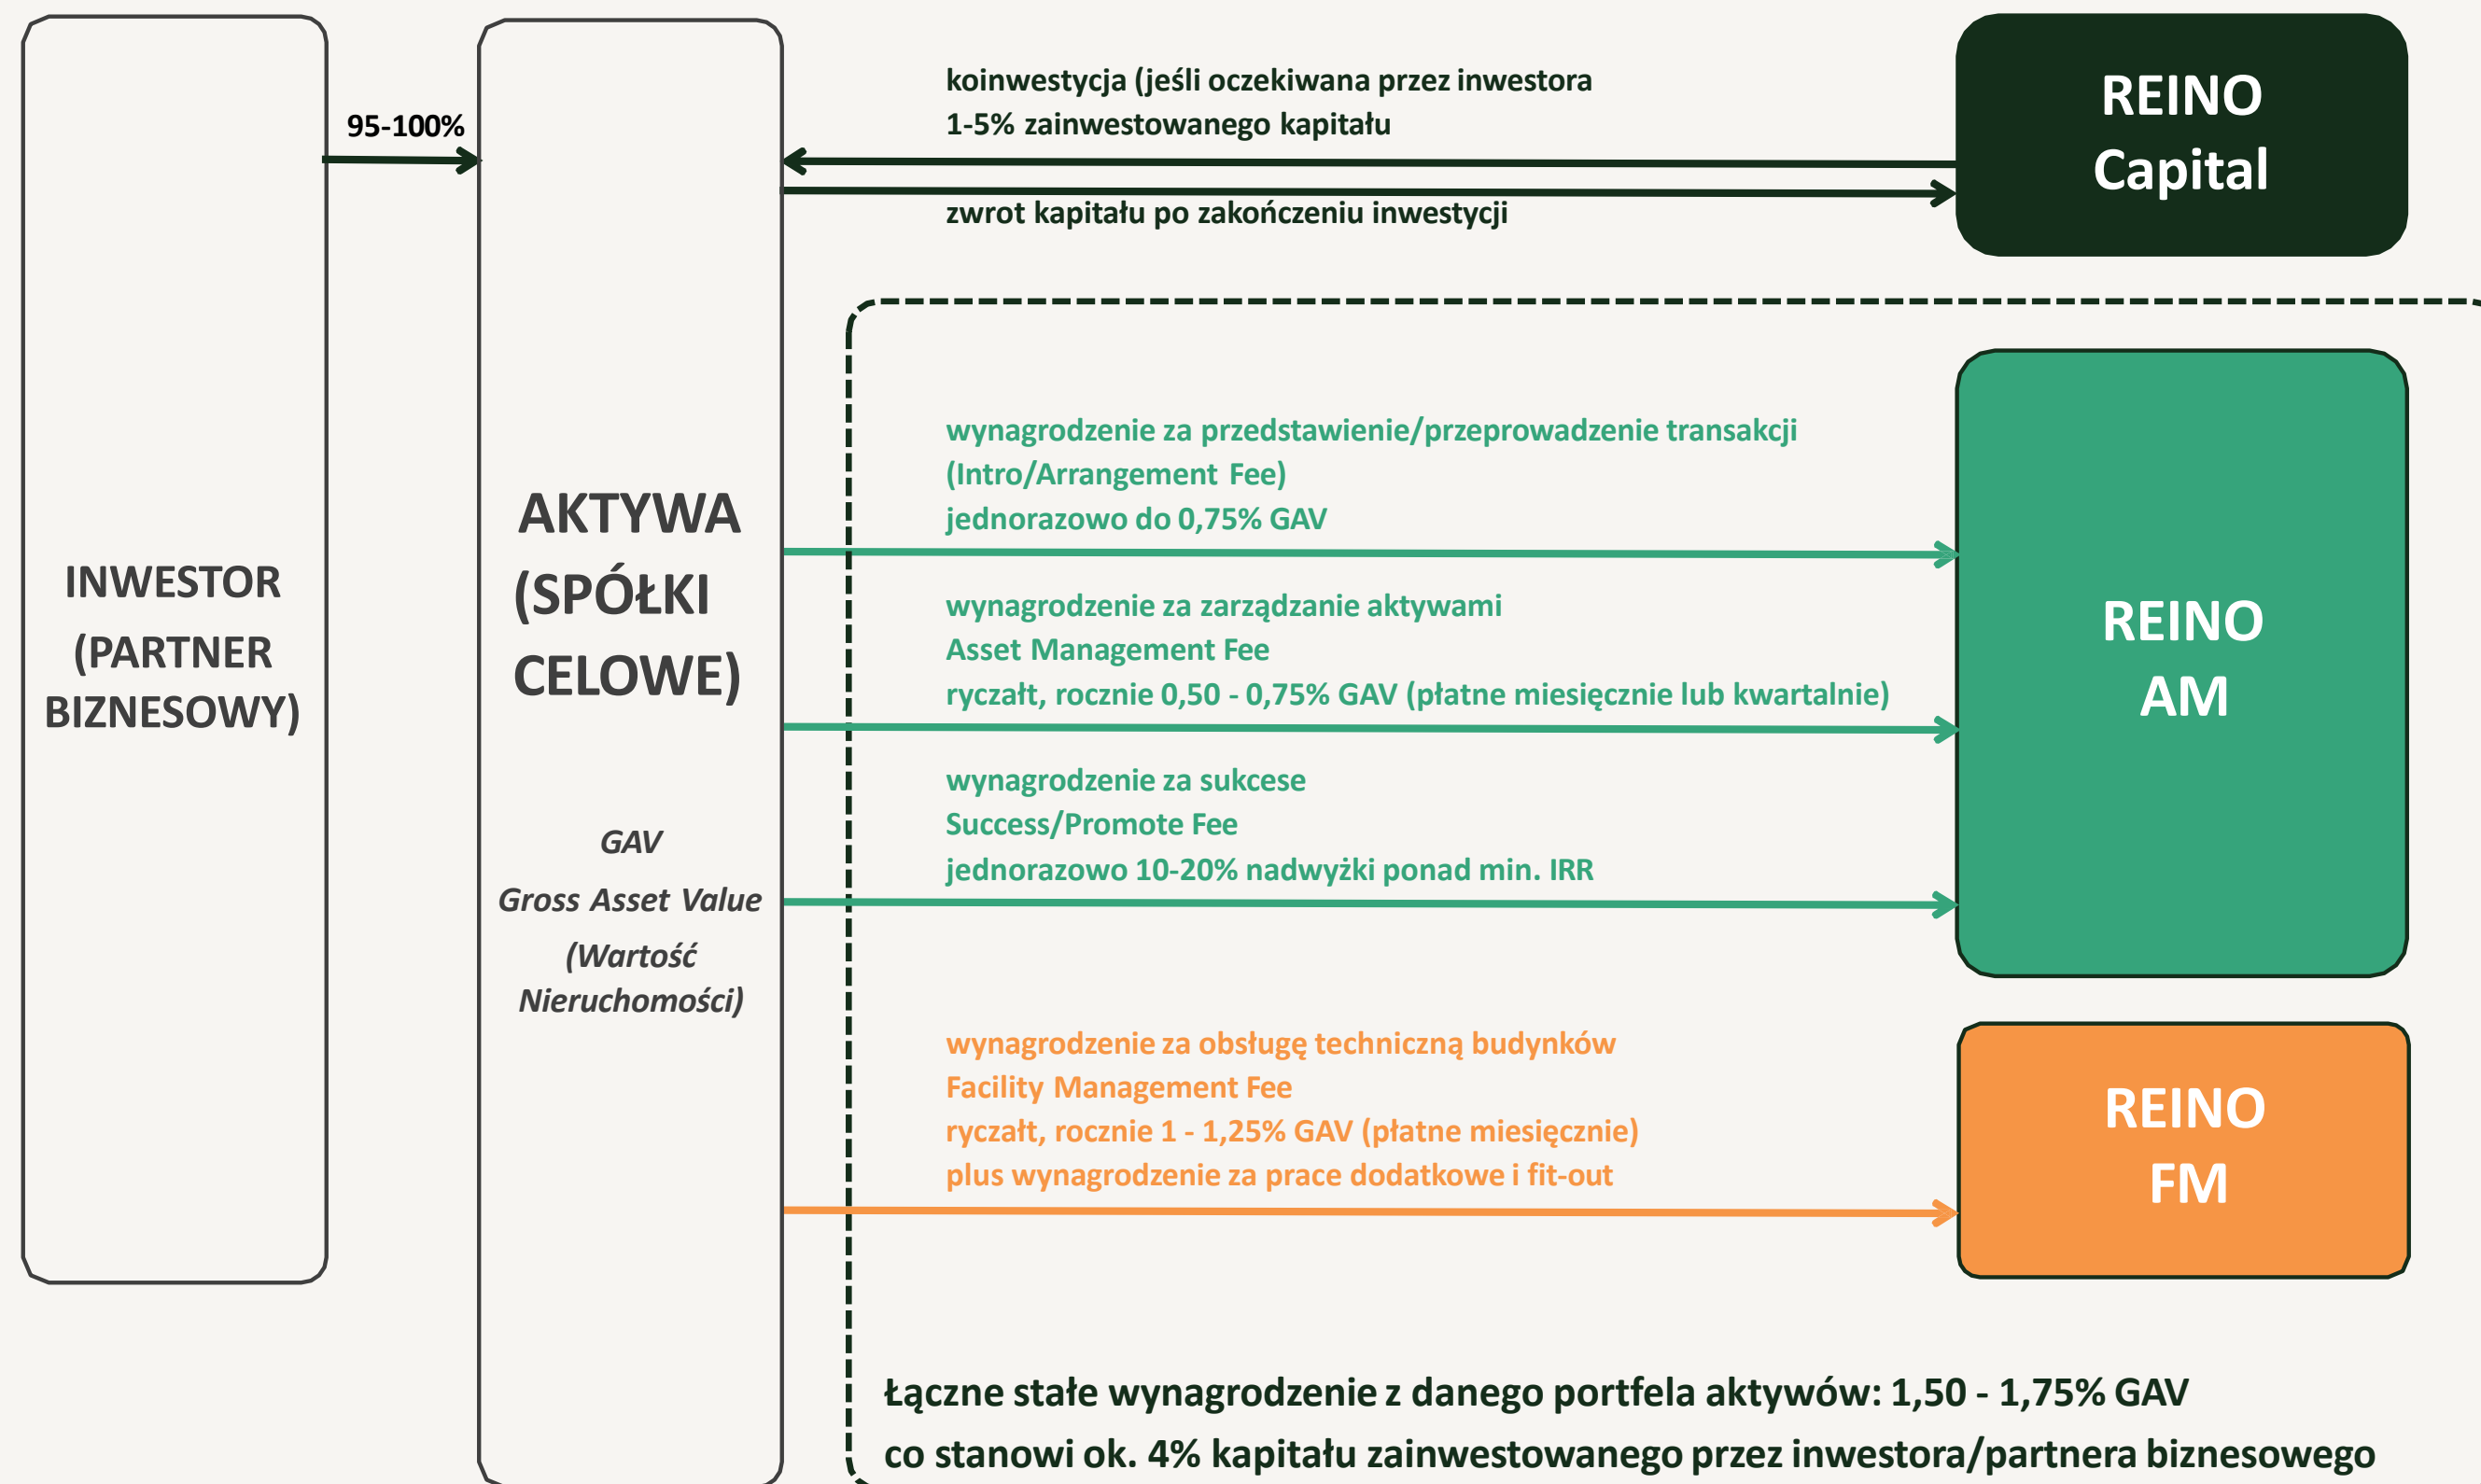 INWESTOR
(PARTNER
BIZNESOWY)
95-100%
AKTYWA
(SPÓŁKI
CELOWE)
GAV
Gross Asset Value
(Wartość
Nieruchomości)
koinwestycja (jeśli oczekiwana przez inwestora
1-5% zainwestowanego kapitału
zwrot kapitału po zakończeniu inwestycji
REINO
Capital
wynagrodzenie za przedstawienie/przeprowadzenie transakcji
(Intro/Arrangement Fee)
jednorazowo do 0,75% GAV
wynagrodzenie za zarządzanie aktywami
Asset Management Fee
ryczałt, rocznie 0,50 - 0,75% GAV (płatne miesięcznie lub kwartalnie)
wynagrodzenie za sukcese
Success/Promote Fee
jednorazowo 10-20% nadwyżki ponad min. IRR
REINO
AM
wynagrodzenie za obsługę techniczną budynków
Facility Management Fee
ryczałt, rocznie 1 - 1,25% GAV (płatne miesięcznie)
plus wynagrodzenie za prace dodatkowe i fit-out
REINO
FM
Łączne stałe wynagrodzenie z danego portfela aktywów: 1,50 - 1,75% GAV
co stanowi ok. 4% kapitału zainwestowanego przez inwestora/partnera biznesowego